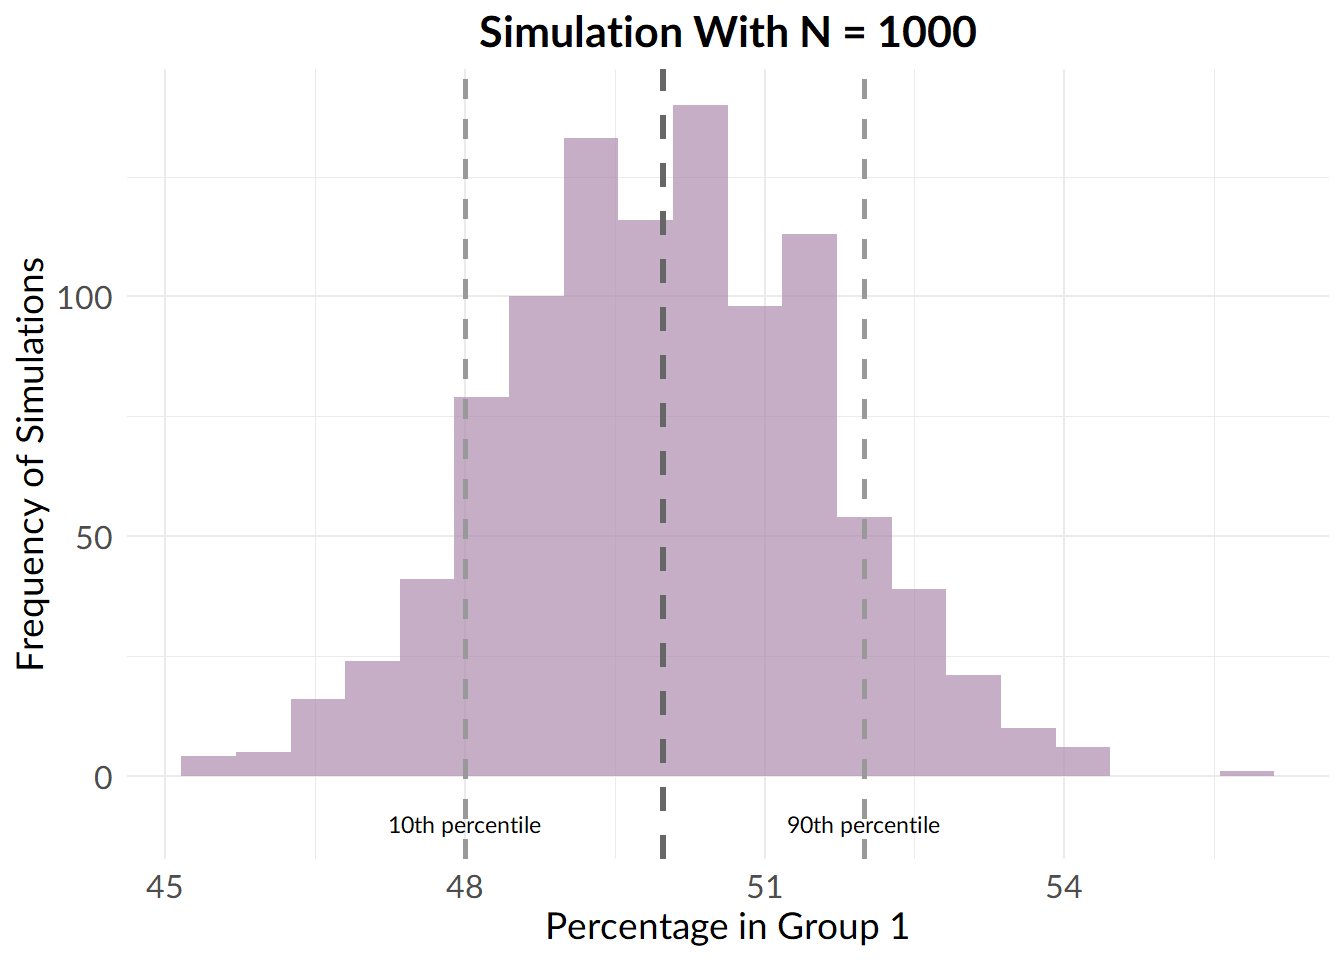 Simulation With N = 1000
Frequency of Simulations
100
50
0
10th percentile
90th percentile
45
48
51
54
Percentage in Group 1